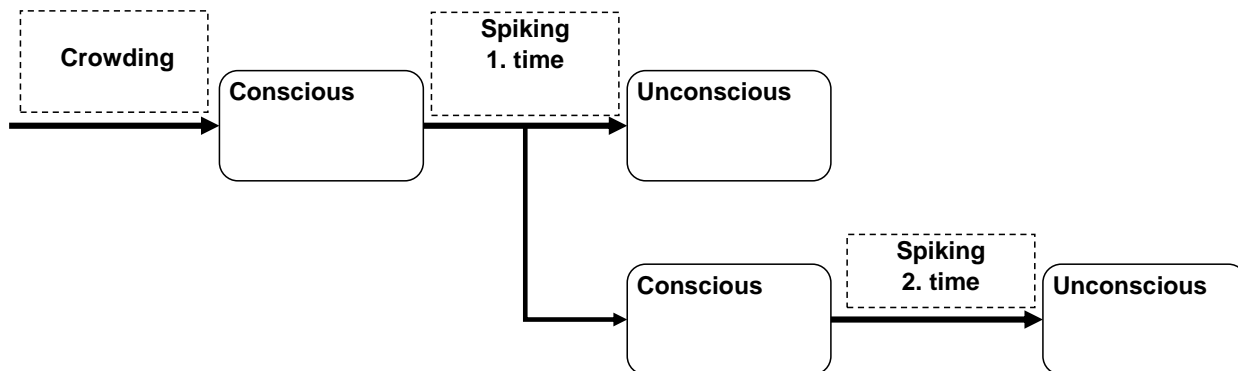 Crowding
Conscious
Spiking
1. time
Unconscious
Conscious
Spiking
2. time
Unconscious